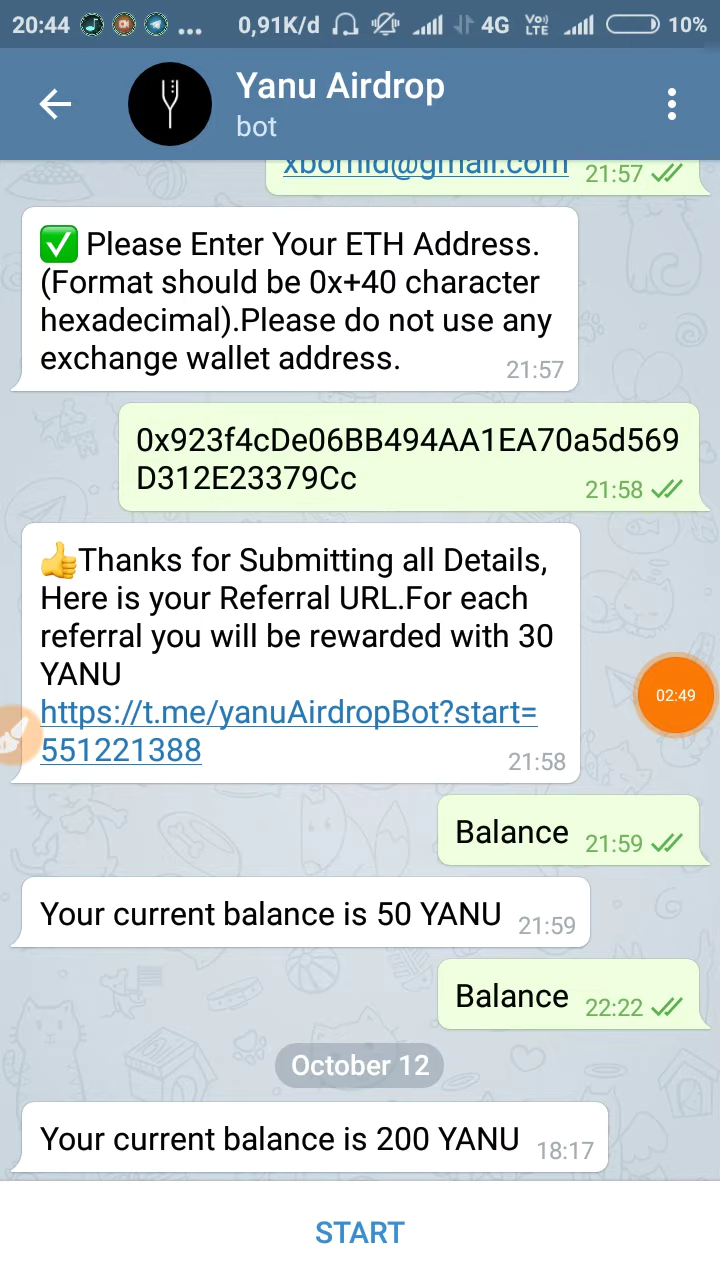 20:44 ... 0,91K/d 4G Vo) LTE 10%
Yanu Airdrop
bot
xbornid@gmail.com 21:57
Please Enter Your ETH Address.
(Format should be 0x+40 character
hexadecimal).Please do not use any
exchange wallet address.
21:57
0x923f4cDe06BB494AA1EA70a5d569
D312E23379Cc
21:58
Thanks for Submitting all Details,
Here is your Referral URL.For each
referral you will be rewarded with 30
YANU
02:49
https://t.me/yanuAirdropBot?start=
551221388
21:58
Balance 21:59
Your current balance is 50 YANU 21:59
Balance 22:22
October 12
Your current balance is 200 YANU 18:17
START